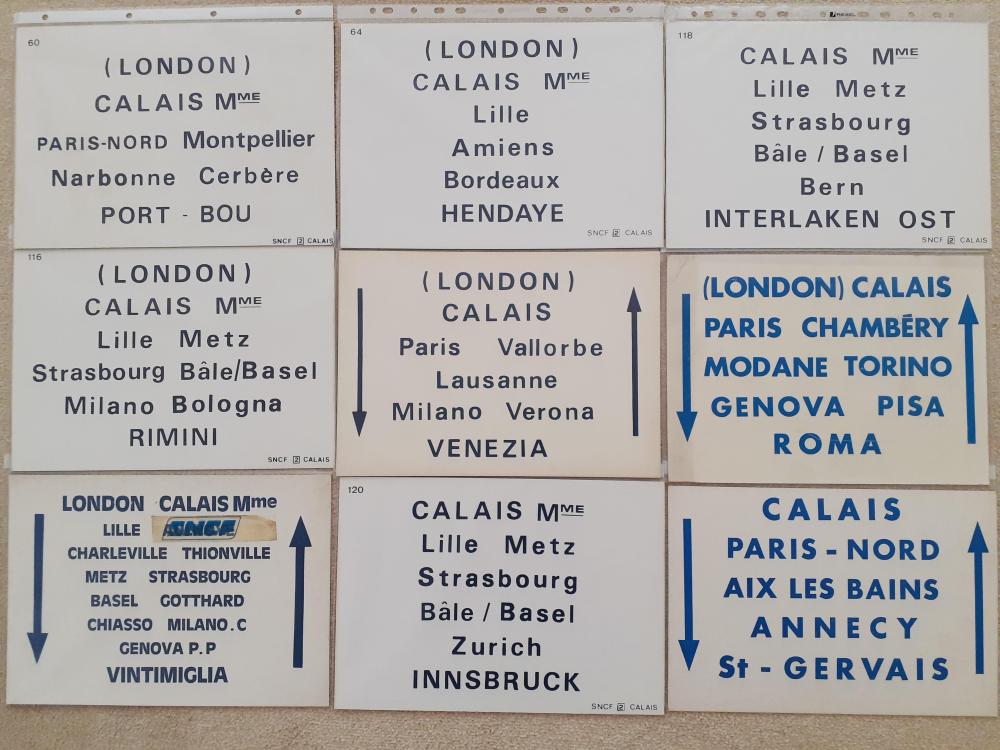 60
(LONDON)
CALAIS MME
PARIS-NORD Montpellier
Narbonne Cerbère
PORT - BOU
SNCF 2 CALAIS
64
(LONDON)
CALAIS MME
Lille
Amiens
Bordeaux
HENDAYE
SNCF 2 CALAIS
REXEL
118
CALAIS MME
Lille Metz
Strasbourg
Bâle / Basel
Bern
INTERLAKEN OST
SNCF 2 CALAIS
116
(LONDON)
CALAIS MME
Lille Metz
Strasbourg Bâle/Basel
Milano Bologna
RIMINI
SNCF 2 CALAIS
(LONDON)
CALAIS
Paris Vallorbe
Lausanne
Milano Verona
VENEZIA
(LONDON) CALAIS
PARIS CHAMBÉRY
MODANE TORINO
GENOVA PISA
ROMA
LONDON CALAIS Mme
LILLE SNCF
CHARLEVILLE THIONVILLE
METZ STRASBOURG
BASEL GOTTHARD
CHIASSO MILANO.C
GENOVA P.P
VINTIMIGLIA
120
CALAIS MME
Lille Metz
Strasbourg
Bâle / Basel
Zurich
INNSBRUCK
SNCF 2 CALAIS
CALAIS
PARIS - NORD
AIX LES BAINS
ANNECY
St - GERVAIS